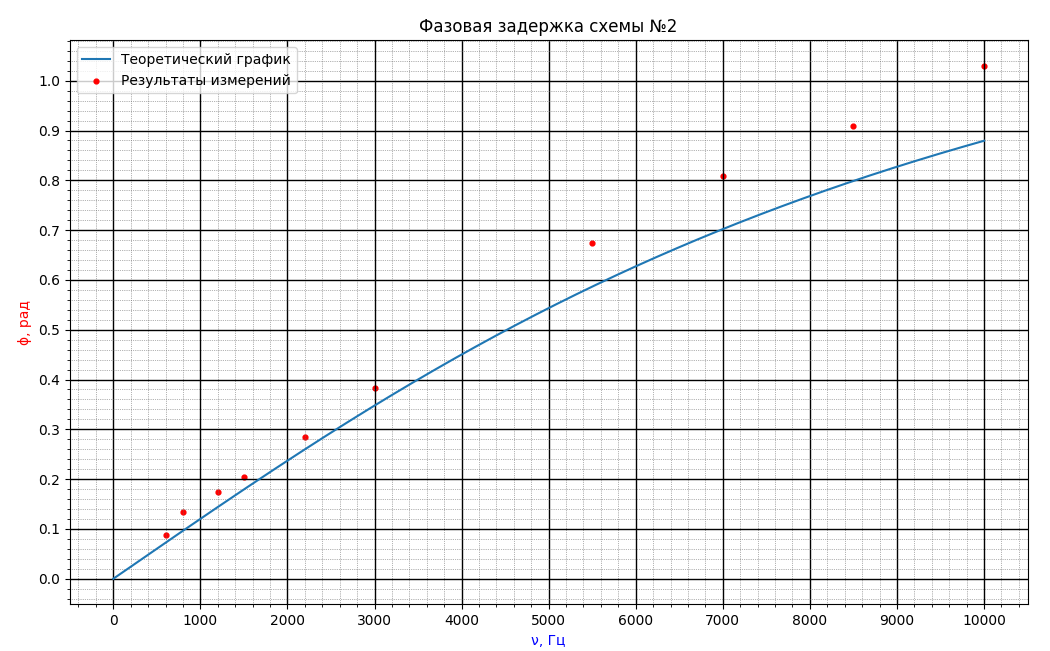 Фазовая задержка схемы №2
Теоретический график
Результаты измерений
1.0
0.9
0.8
0.7
0.6
0.5
0.4
0.3
0.2
0.1
0.0
ϕ, рад
0 1000 2000 3000 4000 5000 6000 7000 8000 9000 10000
ν, Гц